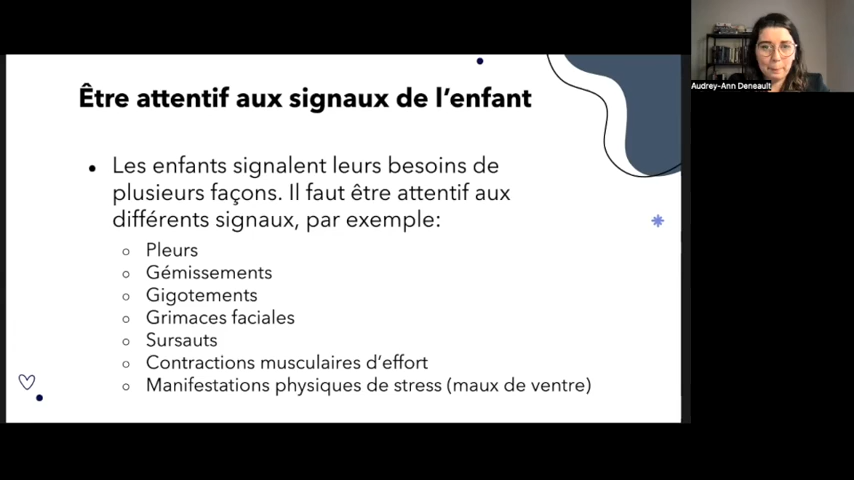 Audrey-Ann Deneault
Être attentif aux signaux de l'enfant
Les enfants signalent leurs besoins de
plusieurs façons. Il faut être attentif aux
différents signaux, par exemple:
Pleurs
Gémissements
Gigotements
Grimaces faciales
Sursauts
Contractions musculaires d'effort
Manifestations physiques de stress (maux de ventre)